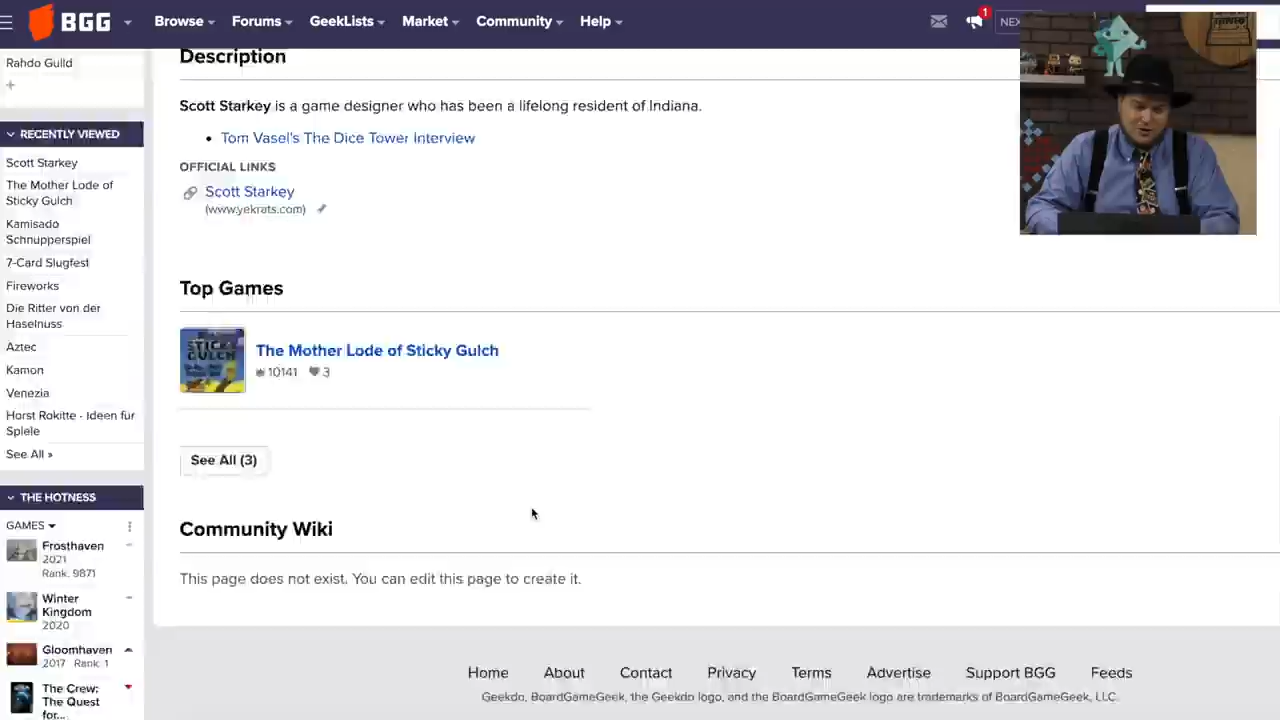 BGG
Browse
Forums
GeekLists
Market
Community
Help
1
NEX
Rahdo Guild
+
RECENTLY VIEWED
Scott Starkey
The Mother Lode of
Sticky Gulch
Kamisado
Schnupperspiel
7-Card Slugfest
Fireworks
Die Ritter von der
Haselnuss
Aztec
Kamon
Venezia
Horst Rokitte - Ideen für
Spiele
See All »
THE HOTNESS
GAMES
Frosthaven
2021
Rank: 9871
Winter
Kingdom
2020
Gloomhaven
2017 Rank: 1
The Crew:
The Quest
for...
Description
Scott Starkey is a game designer who has been a lifelong resident of Indiana.
• Tom Vasel's The Dice Tower Interview
OFFICIAL LINKS
Scott Starkey
(www.yekrats.com)
Top Games
STICKY
GULCH
The Mother Lode of Sticky Gulch
10141 3
See All (3)
Community Wiki
This page does not exist. You can edit this page to create it.
Home
About
Contact
Privacy
Terms
Advertise
Support BGG
Feeds
Geekdo, BoardGameGeek, the Geekdo logo, and the BoardGameGeek logo are trademarks of BoardGameGeek, LLC.